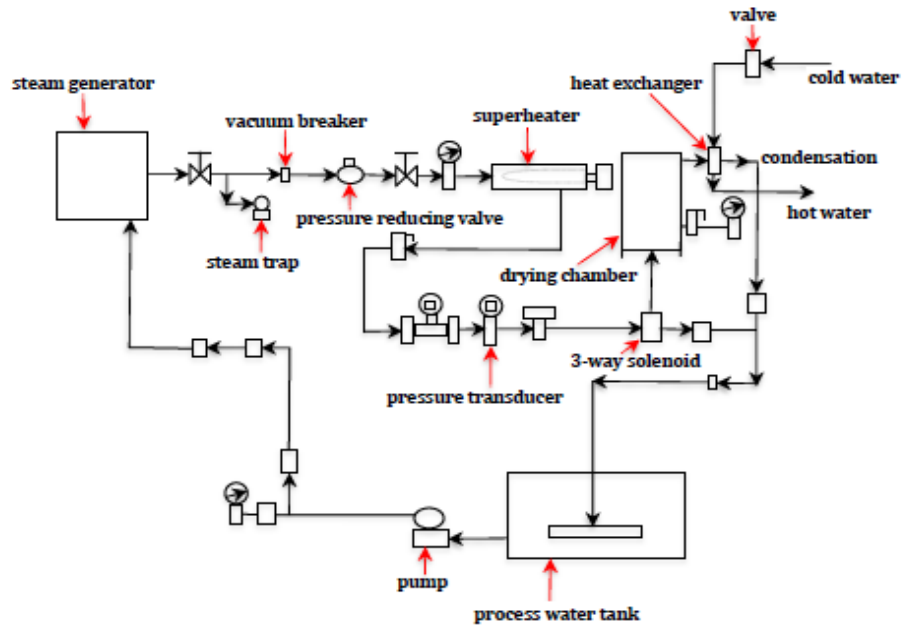 valve
steam generator
cold water
heat exchanger
vacuum breaker
superheater
condensation
pressure reducing valve
hot water
steam trap
drying chamber
3-way solenoid
pressure transducer
pump
process water tank